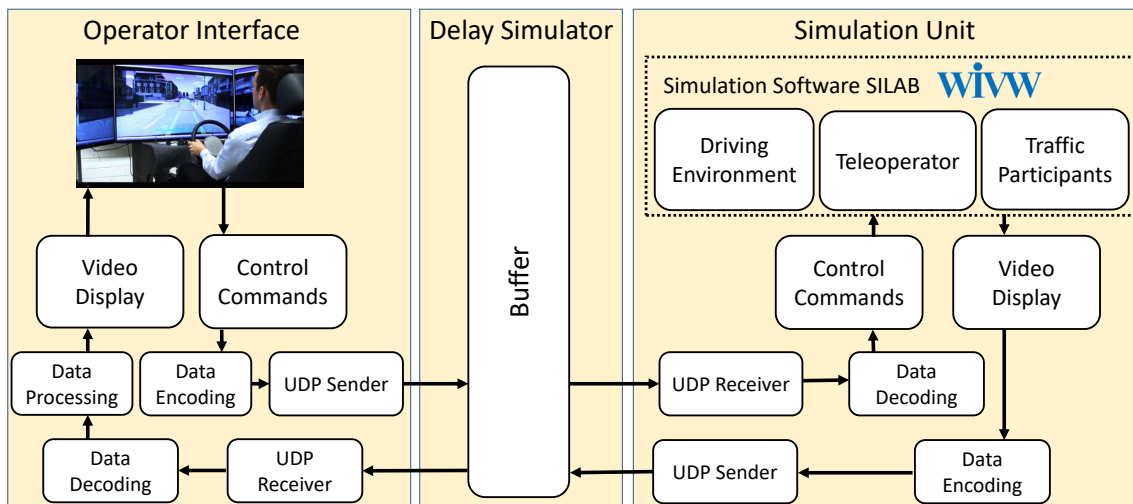 Operator Interface
Delay Simulator
Simulation Unit
Simulation Software SILAB
wivw
Driving
Environment
Teleoperator
Traffic
Participants
Video
Display
Control
Commands
Buffer
Control
Commands
Video
Display
Data
Processing
Data
Encoding
UDP Sender
UDP Receiver
Data
Decoding
Data
Decoding
UDP
Receiver
UDP Sender
Data
Encoding